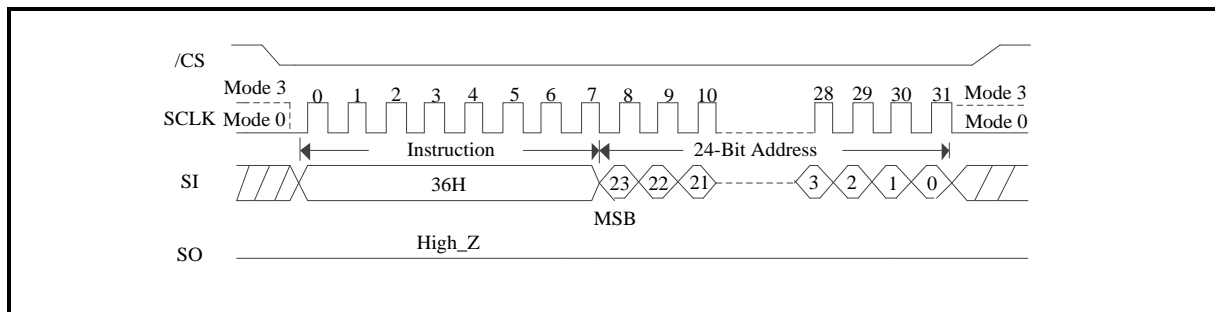 /CS
Mode 3 0 1 2 3 4 5 6 7 8 9 10 28 29 30 31 Mode 3
SCLK Mode 0 Mode 0
Instruction 24-Bit Address
SI 36H 23 22 21 3 2 1 0
MSB
High_Z
SO